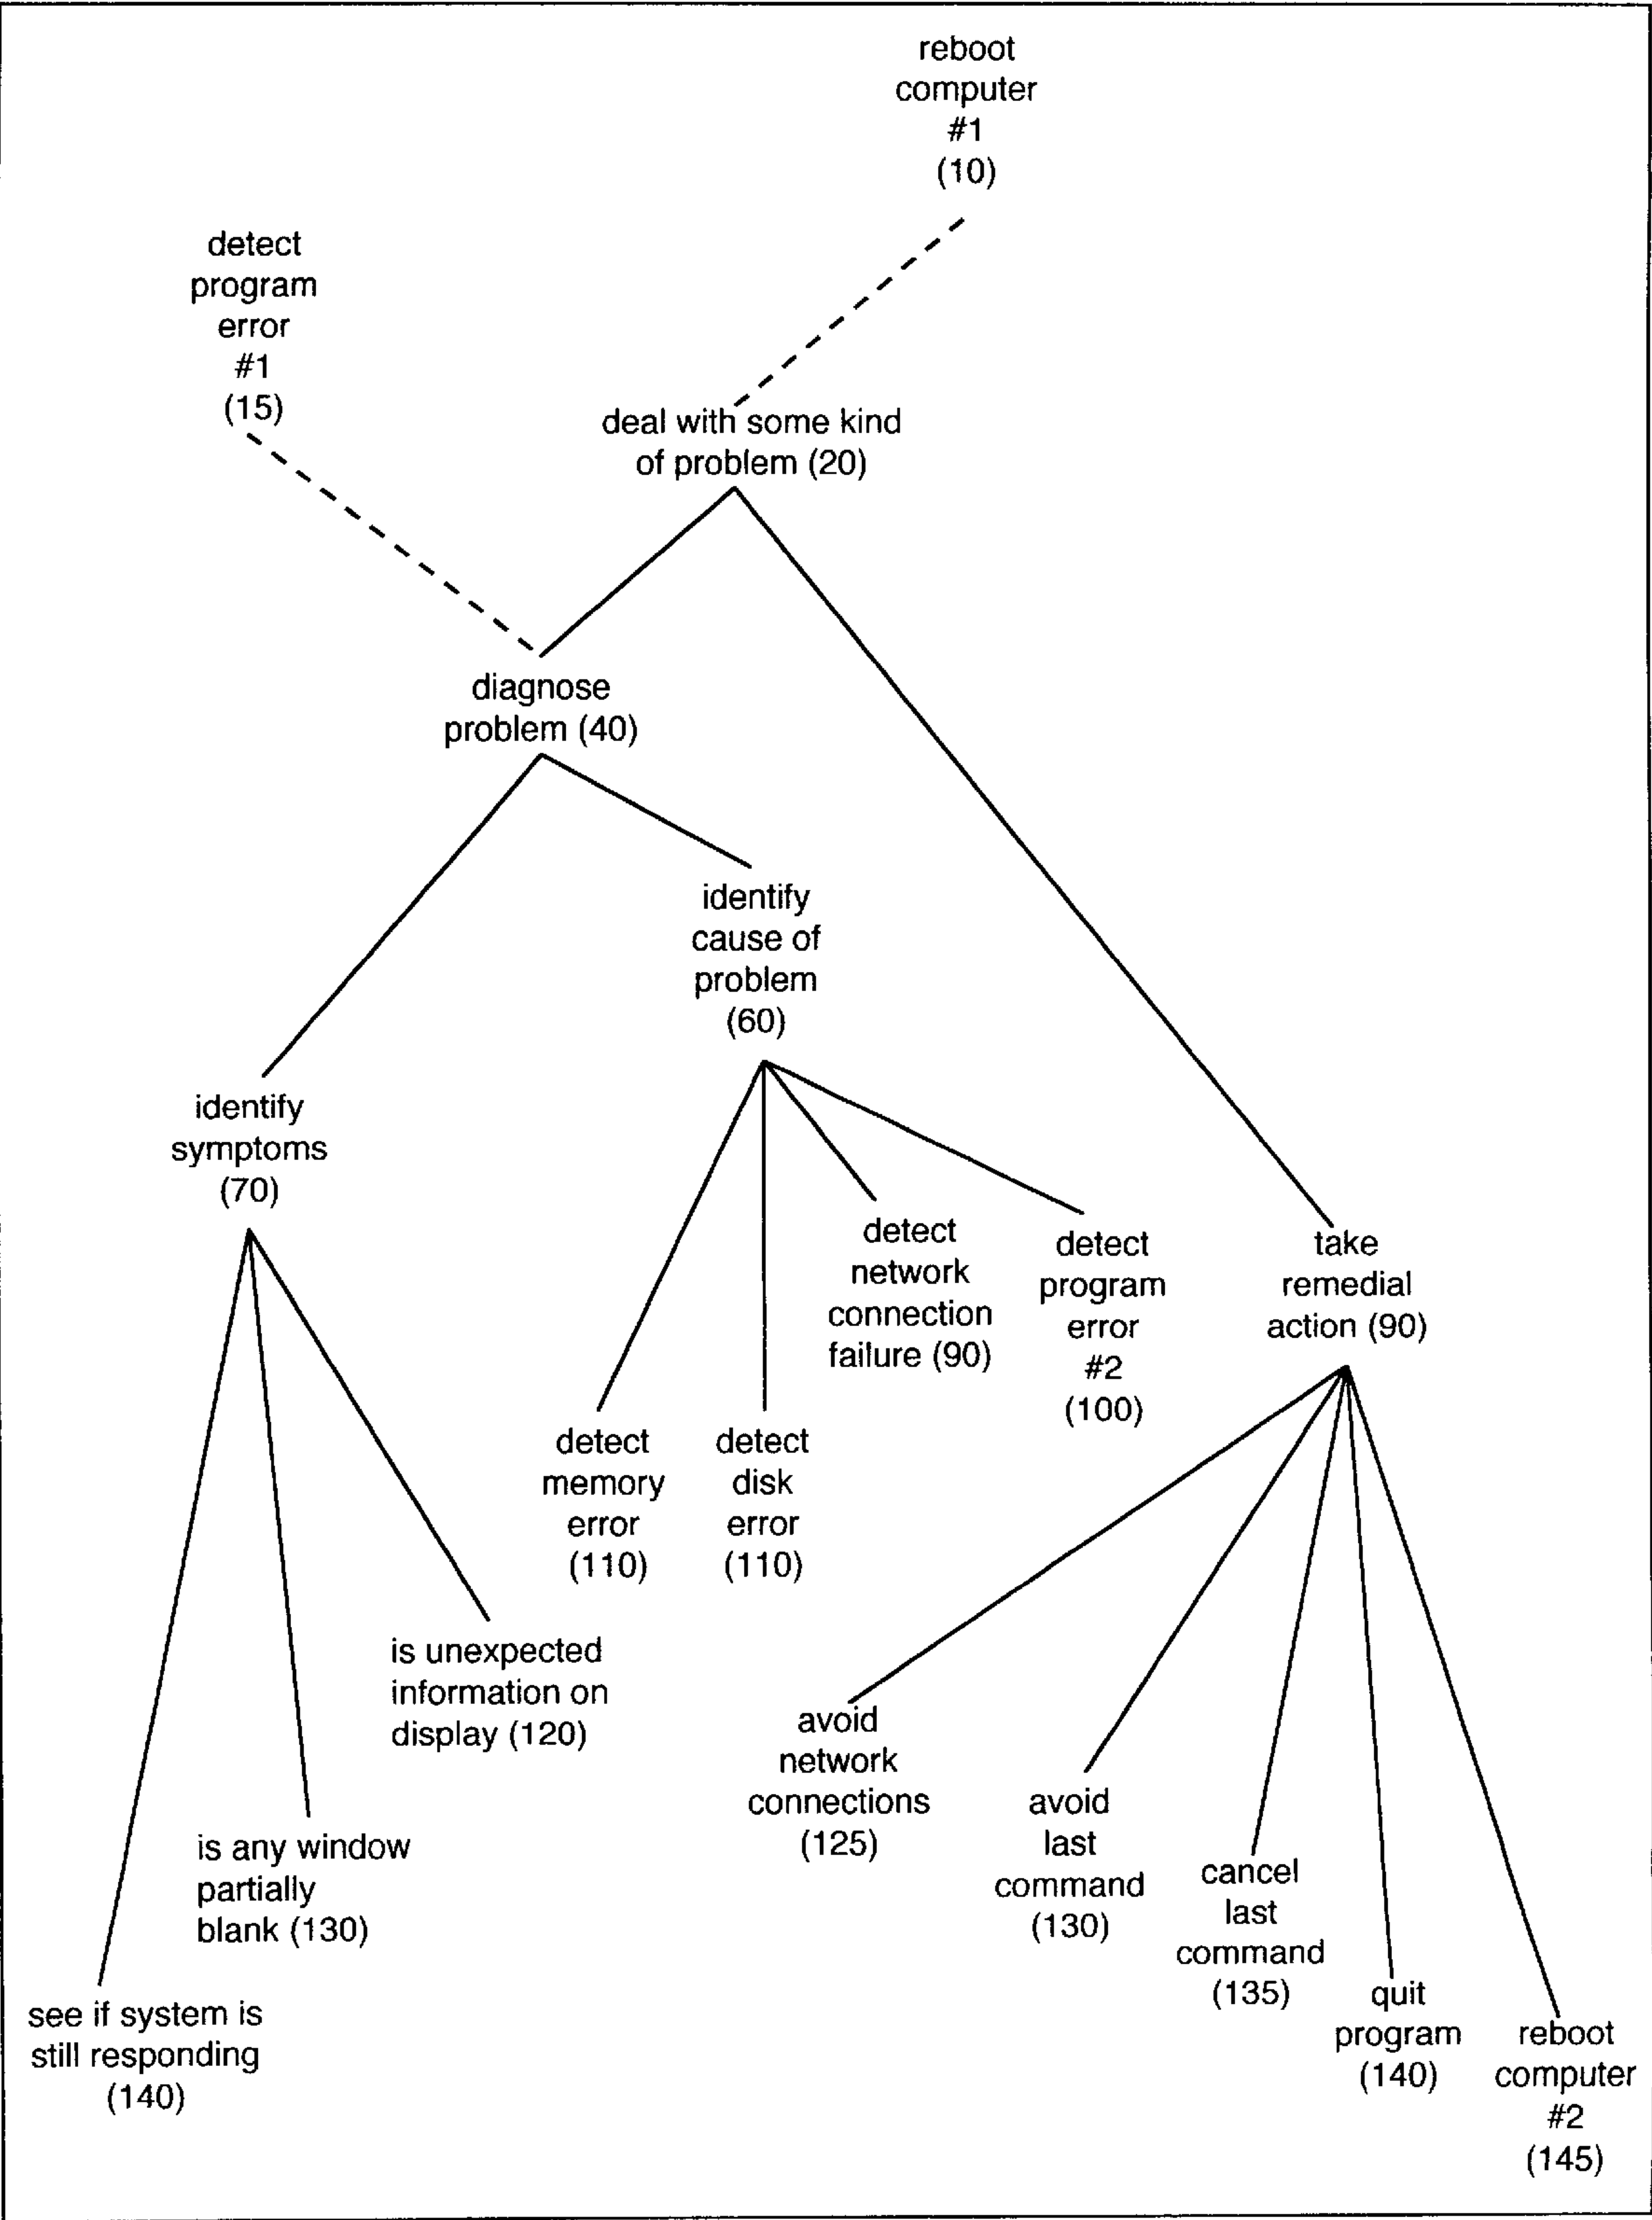 reboot
computer
#1
(10)
detect
program
error
#1
(15)
deal with some kind
of problem (20)
diagnose
problem (40)
identify
cause of
problem
(60)
identify
symptoms
(70)
detect
network
connection
failure (90)
detect
program
error
#2
(100)
take
remedial
action (90)
detect
memory
error
(110)
detect
disk
error
(110)
is unexpected
information on
display (120)
avoid
network
connections
(125)
avoid
last
command
(130)
is any window
partially
blank (130)
cancel
last
command
(135)
quit
program
(140)
see if system is
still responding
(140)
reboot
computer
#2
(145)